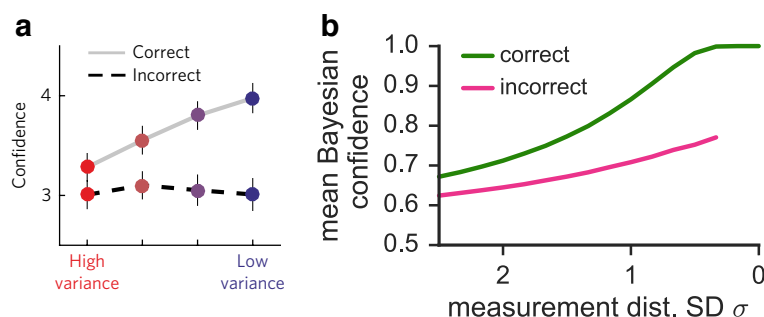 a
Correct
Incorrect
Confidence
4
3
High
variance
Low
variance
b
mean Bayesian
confidence
1.0
0.9
0.8
0.7
0.6
0.5
correct
incorrect
2
1
0
measurement dist. SD σ